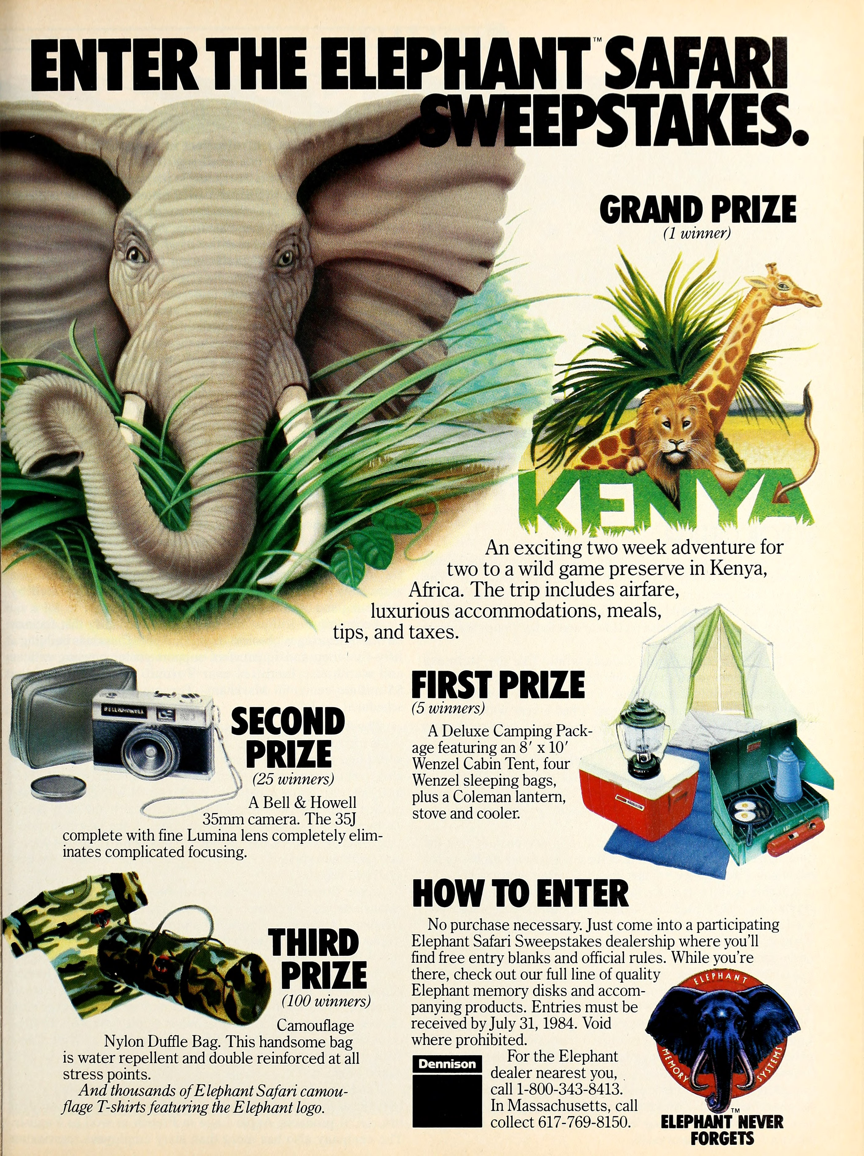 ENTER THE ELEPHANT™ SAFARI
SWEEPSTAKES.
GRAND PRIZE
(1 winner)
KENYA
An exciting two week adventure for
two to a wild game preserve in Kenya,
Africa. The trip includes airfare,
luxurious accommodations, meals,
tips, and taxes.
FIRST PRIZE
(5 winners)
A Deluxe Camping Pack-
age featuring an 8′ x 10′
Wenzel Cabin Tent, four
Wenzel sleeping bags,
plus a Coleman lantern,
stove and cooler.
BELL & HOWELL
SECOND
PRIZE
(25 winners)
A Bell & Howell
35mm camera. The 35J
complete with fine Lumina lens completely elim-
inates complicated focusing.
THIRD
PRIZE
(100 winners)
Camouflage
Nylon Duffle Bag. This handsome bag
is water repellent and double reinforced at all
stress points.
And thousands of Elephant Safari camou-
flage T-shirts featuring the Elephant logo.
HOW TO ENTER
No purchase necessary. Just come into a participating
Elephant Safari Sweepstakes dealership where you'll
find free entry blanks and official rules. While you're
there, check out our full line of quality
Elephant memory disks and accom-
panying products. Entries must be
received by July 31, 1984. Void
where prohibited.
Dennison
For the Elephant
dealer nearest you,
call 1-800-343-8413.
In Massachusetts, call
collect 617-769-8150.
ELEPHANT
MEMORY SYSTEMS
™
ELEPHANT NEVER
FORGETS